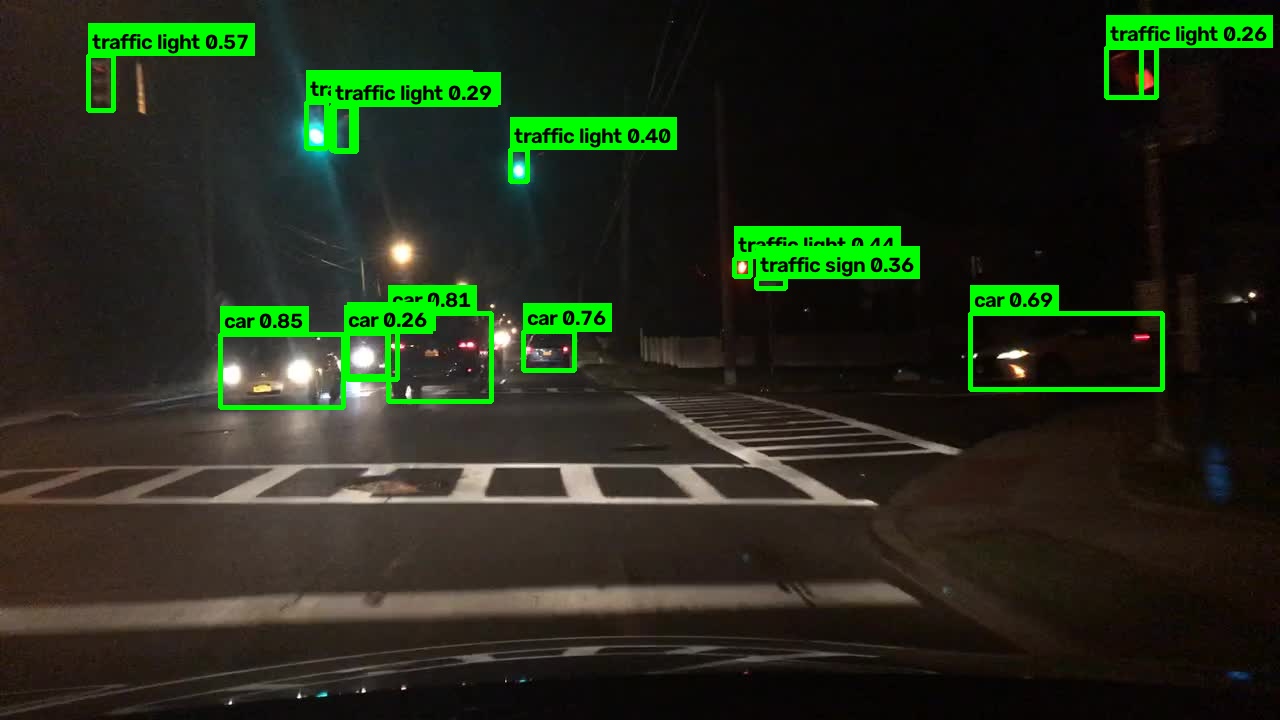 traffic light 0.57
traffic light 0.26
tra
traffic light 0.29
traffic light 0.40
traffic light 0.44
traffic sign 0.36
car 0.81
car 0.69
car 0.85
car 0.26
car 0.76